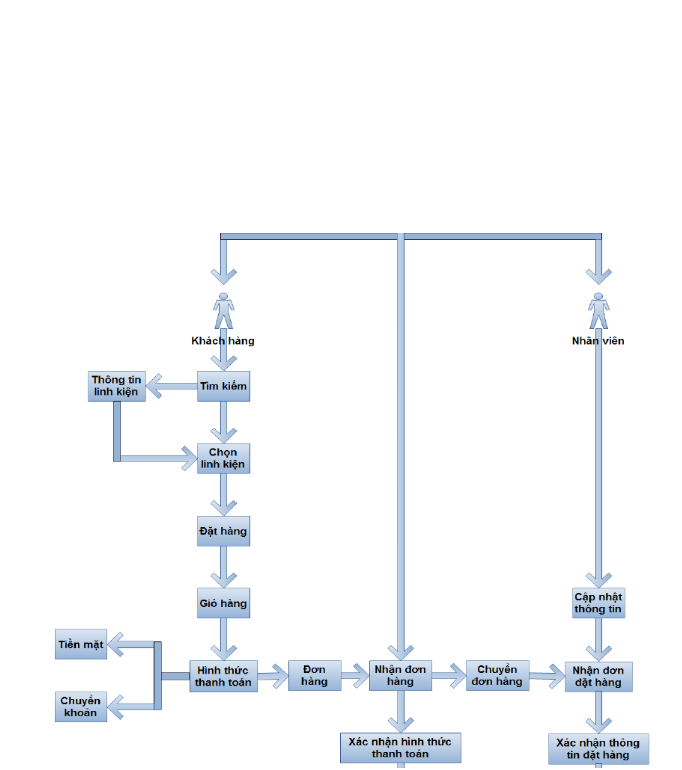 Khách hàng
Nhân viên
Thông tin
linh kiện
Tìm kiếm
Chọn
linh kiện
Đặt hàng
Giỏ hàng
Cập nhật
thông tin
Tiền mặt
Chuyển
khoản
Hình thức
thanh toán
Đơn
hàng
Nhận đơn
hàng
Chuyển
đơn hàng
Nhận đơn
đặt hàng
Xác nhận hình thức
thanh toán
Xác nhận thông
tin đặt hàng